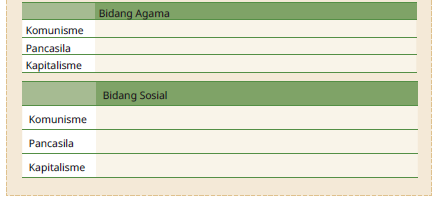 Bidang Agama
Komunisme
Pancasila
Kapitalisme
Bidang Sosial
Komunisme
Pancasila
Kapitalisme